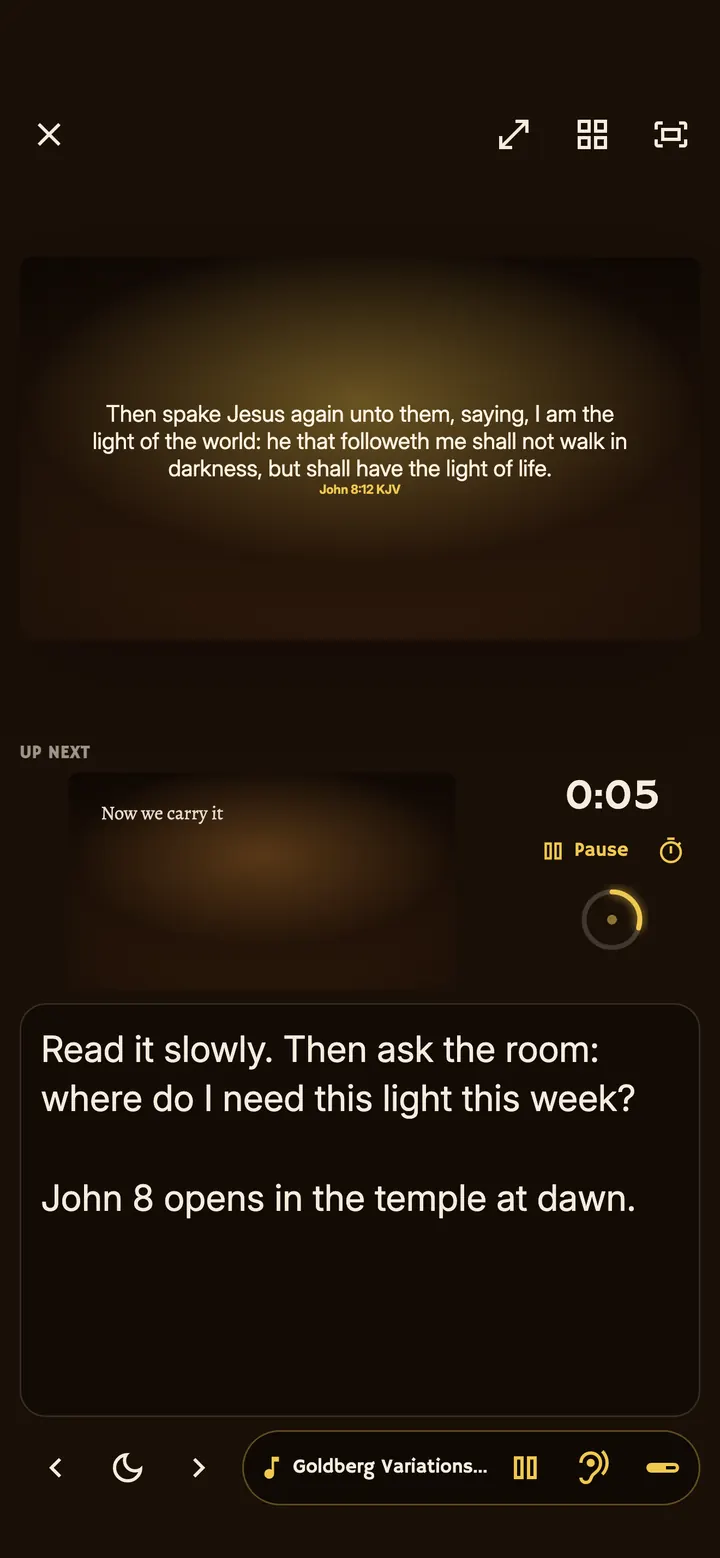 Then spake Jesus again unto them, saying, I am the
light of the world: he that followeth me shall not walk in
darkness, but shall have the light of life.
John 8:12 KJV
UP NEXT
Now we carry it
0:05
Pause
Read it slowly. Then ask the room:
where do I need this light this week?
John 8 opens in the temple at dawn.
Goldberg Variations...